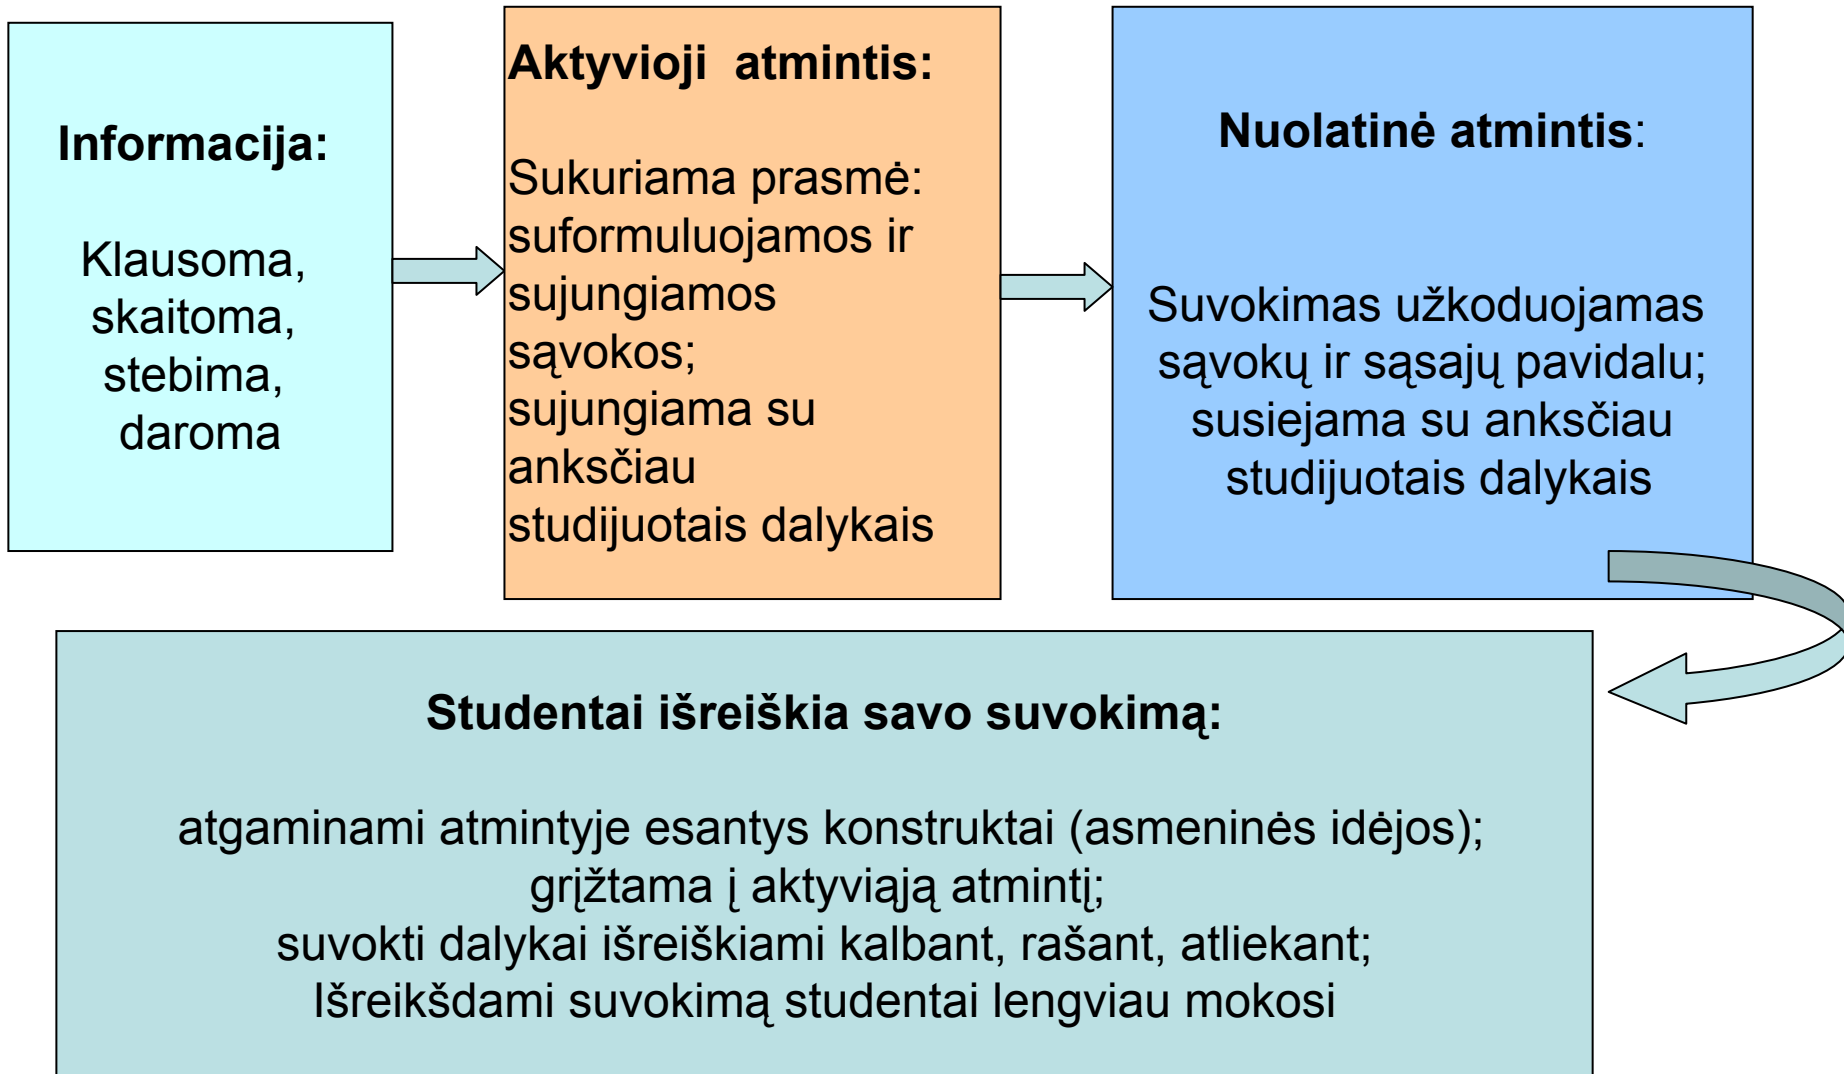 Informacija:
Klausoma,
skaitoma,
stebima,
daroma
Aktyvioji atmintis:
Sukuriama prasmė:
suformuluojamos ir
sujungiamos
sąvokos;
sujungiama su
anksčiau
studijuotais dalykais
Nuolatinė atmintis:
Suvokimas užkoduojamas
sąvokų ir sąsajų pavidalu;
susiejama su anksčiau
studijuotais dalykais
Studentai išreiškia savo suvokimą:
atgaminami atmintyje esantys konstruktai (asmeninės idėjos);
grįžtama į aktyviąją atmintį;
suvokti dalykai išreiškiami kalbant, rašant, atliekant;
Išreikšdami suvokimą studentai lengviau mokosi